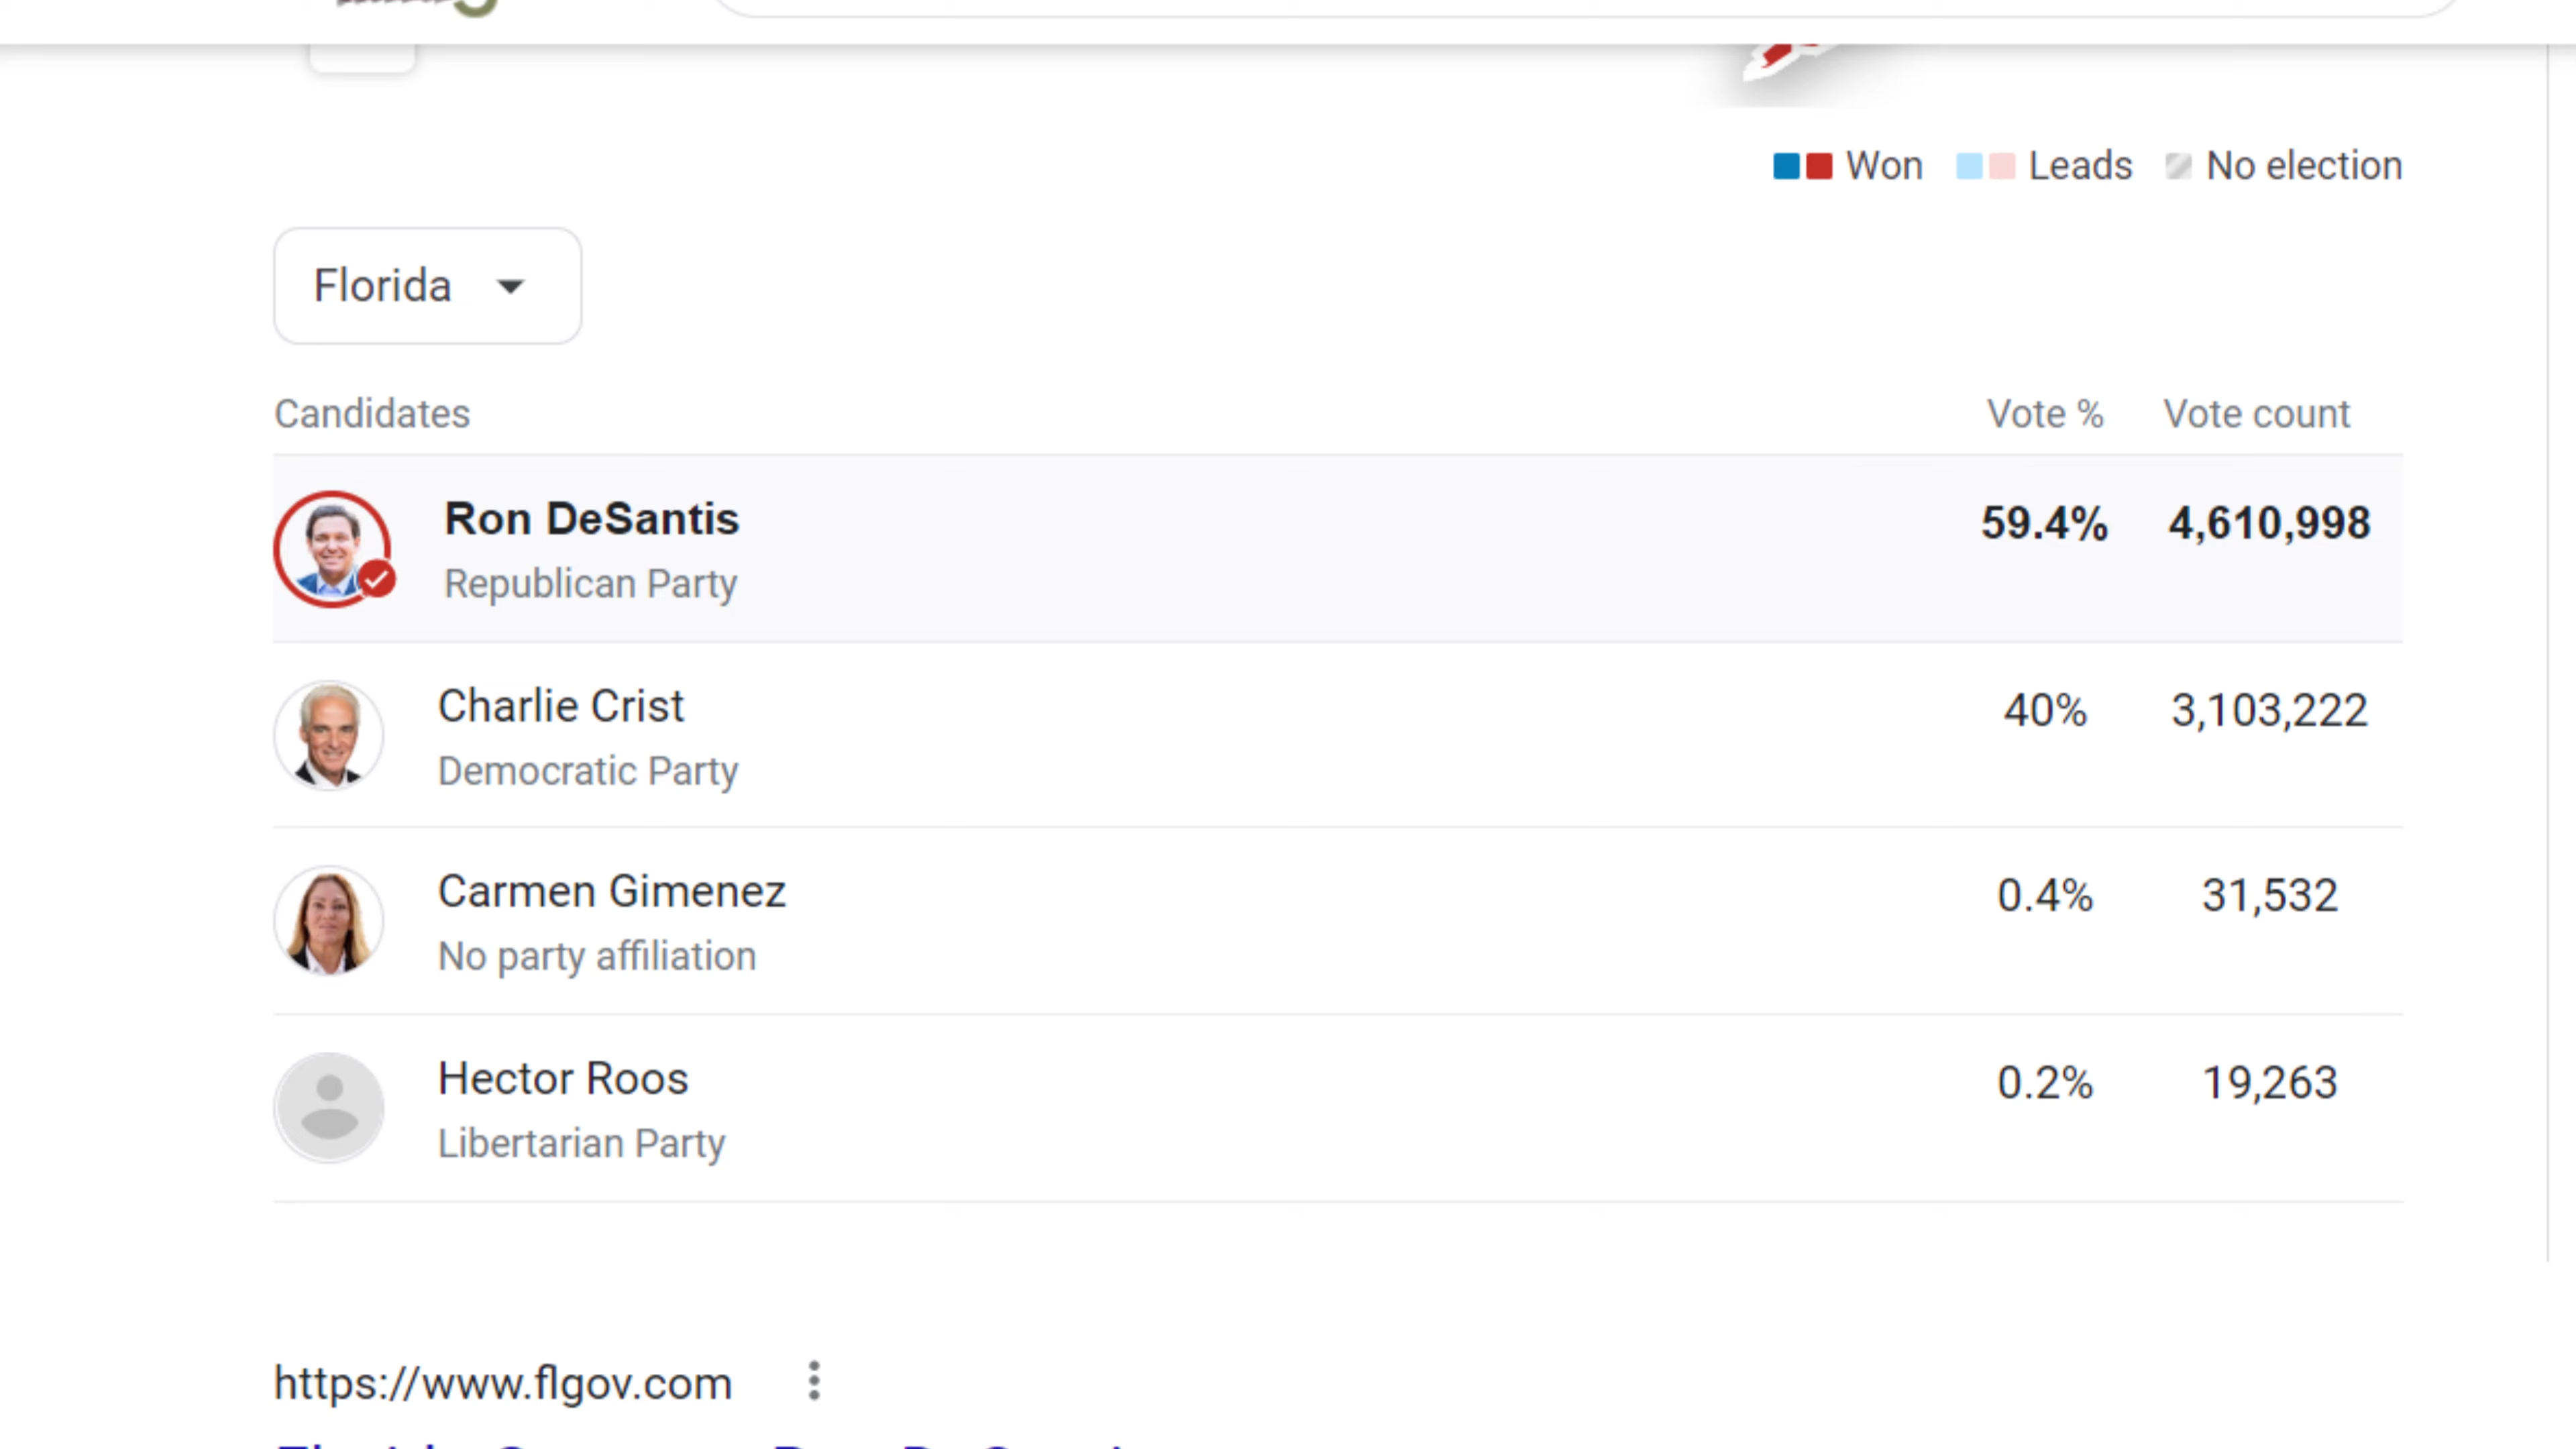 Won Leads No election
Florida
Candidates Vote % Vote count
Ron DeSantis 59.4% 4,610,998
Republican Party
Charlie Crist 40% 3,103,222
Democratic Party
Carmen Gimenez 0.4% 31,532
No party affiliation
Hector Roos 0.2% 19,263
Libertarian Party
https://www.flgov.com